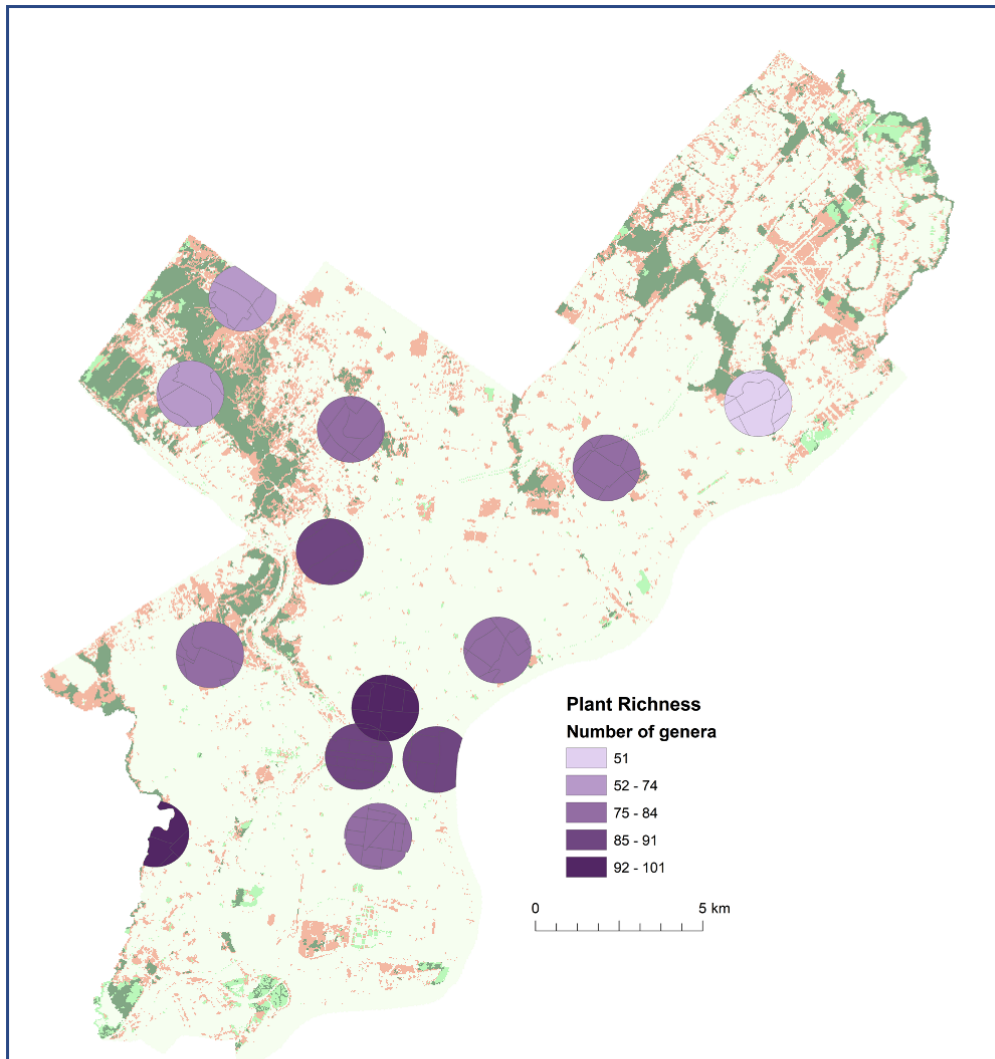 Plant Richness
Number of genera
51
52 - 74
75 - 84
85 - 91
92 - 101
0 5 km